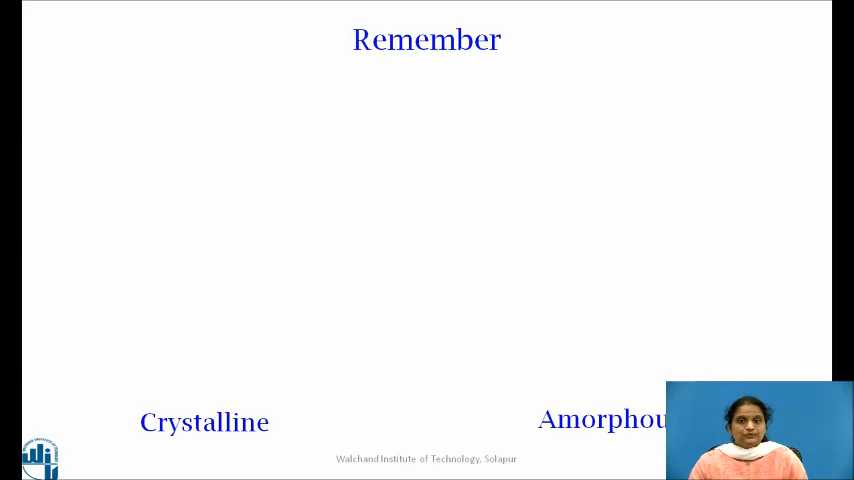 Remember
Crystalline
Amorphou
Walchand Institute of Technology, Solapur